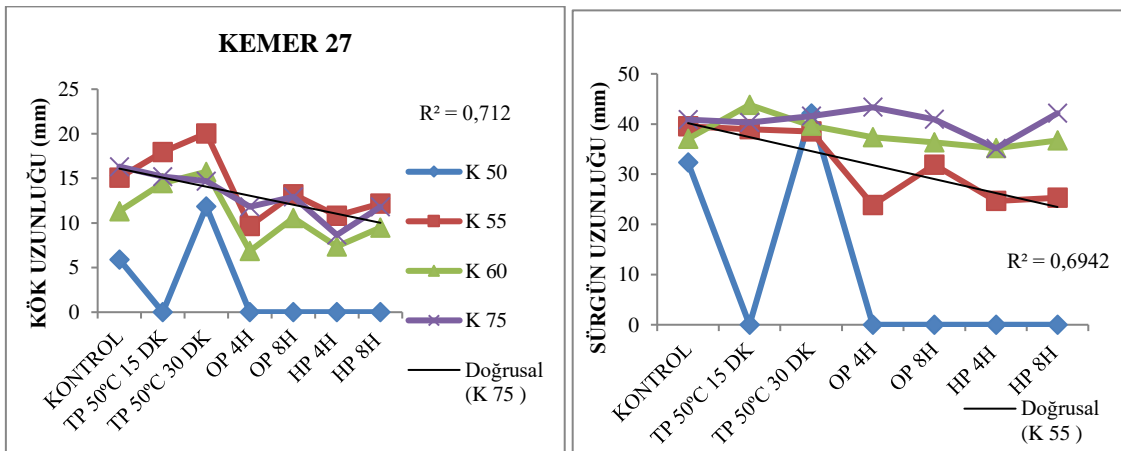 KEMER 27
KÖK UZUNLUĞU (mm)
25
20
15
10
5
0
KONTROL
TP 50ºC 15 DK
TP 50ºC 30 DK
OP 4H
OP 8H
HP 4H
HP 8H
R² = 0,712
K 50
K 55
K 60
K 75
Doğrusal
(K 75 )
SÜRGÜN UZUNLUĞU (mm)
50
40
30
20
10
0
KONTROL
TP 50ºC 15 DK
TP 50ºC 30 DK
OP 4H
OP 8H
HP 4H
HP 8H
R² = 0,6942
Doğrusal
(K 55 )